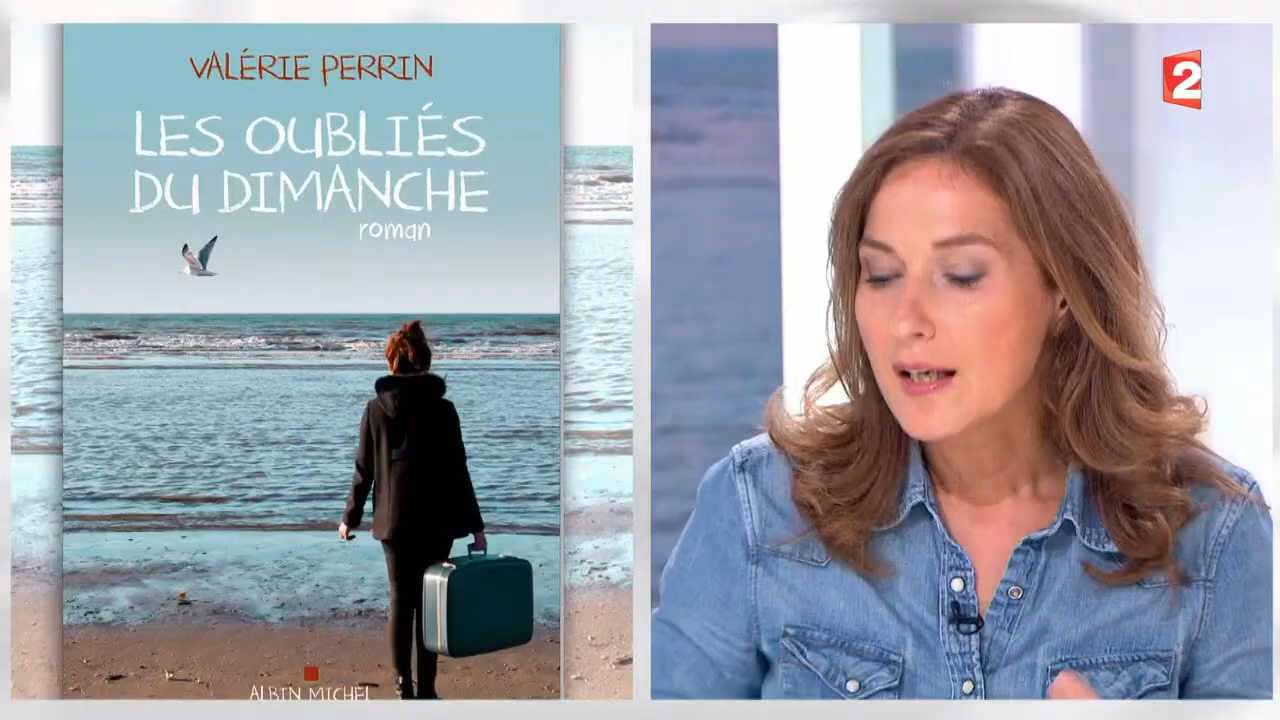 VALÉRIE PERRIN
LES OUBLIÉS
DU DIMANCHE
roman
ALBIN MICHEL
2